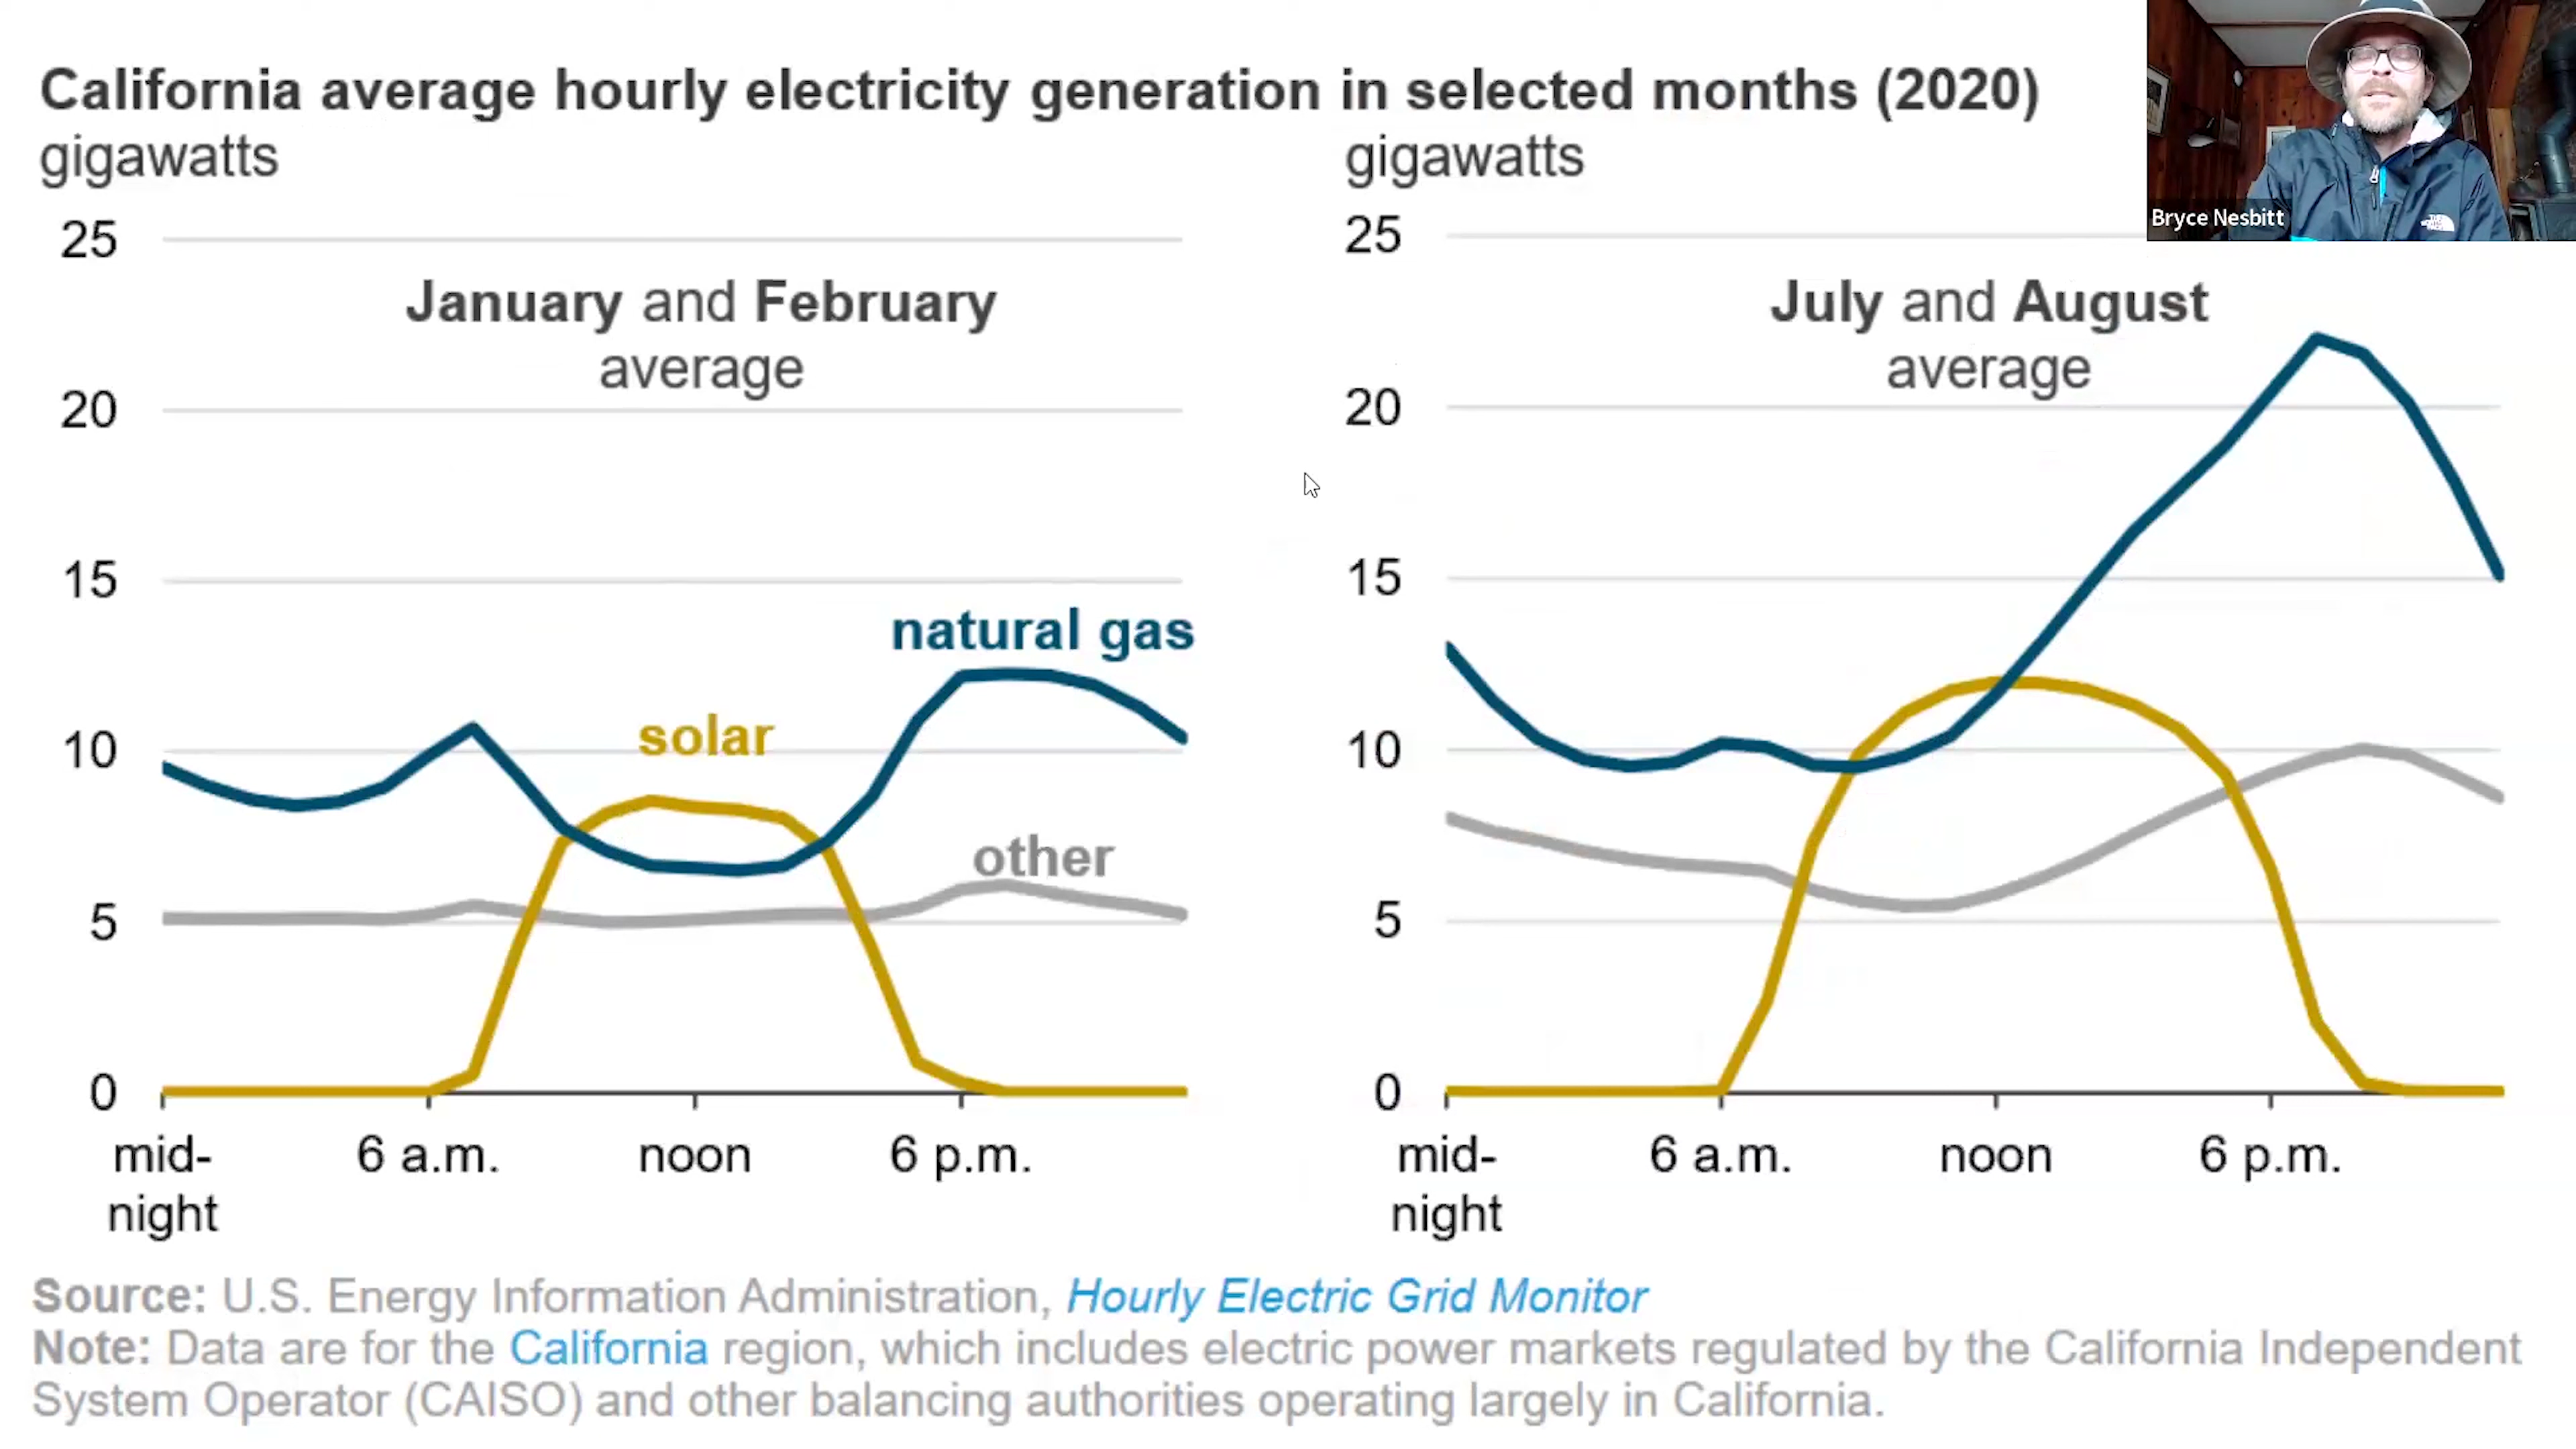 California average hourly electricity generation in selected months (2020)
gigawatts
gigawatts
Bryce Nesbitt
THE NORTH FACE
25
20
15
10
5
0
January and February
average
natural gas
solar
other
mid-
night
6 a.m.
noon
6 p.m.
25
20
15
10
5
0
July and August
average
mid-
night
6 a.m.
noon
6 p.m.
Source: U.S. Energy Information Administration, Hourly Electric Grid Monitor
Note: Data are for the California region, which includes electric power markets regulated by the California Independent
System Operator (CAISO) and other balancing authorities operating largely in California.